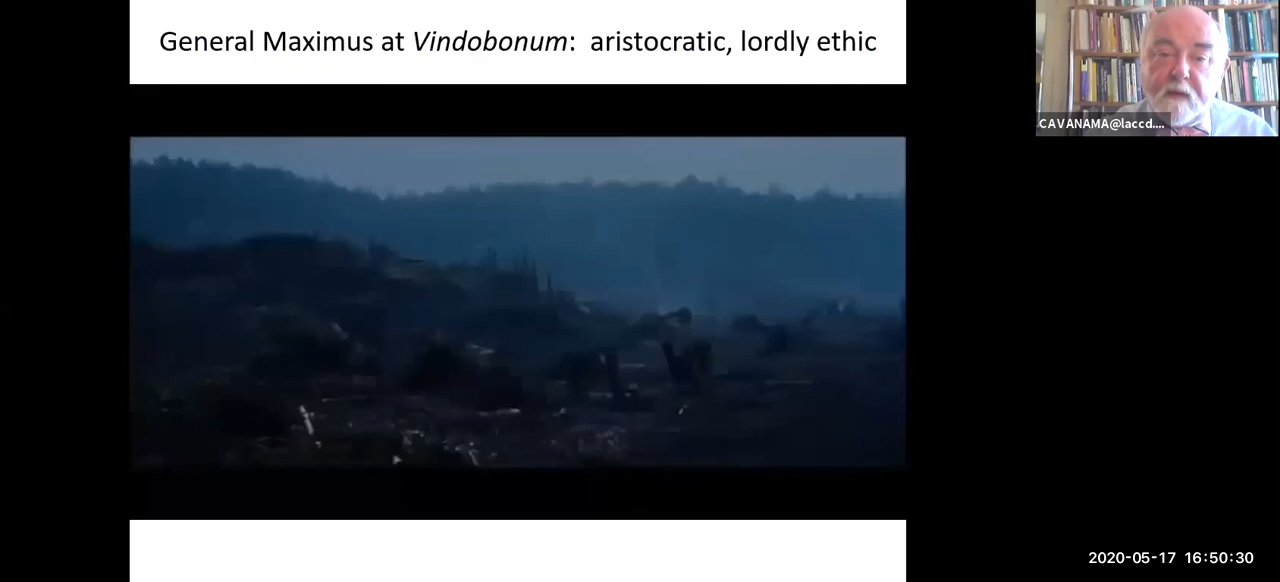 General Maximus at Vindobonum: aristocratic, lordly ethic
CAVANAMA@laccd....
2020-05-17 16:50:30